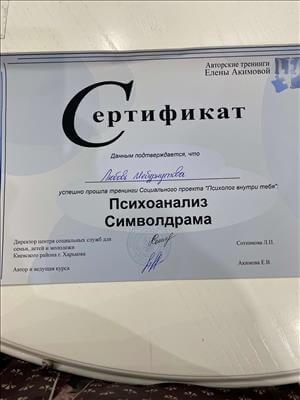 Авторские тренинги
Елены Акимовой
Сертификат
Данным подтверждается, что
Любовь
успешно прошла тренинги Социального проекта "Психолог внутри тебя":
Психоанализ
Символдрама
Директор центра социальных служб для
семьи, детей и молодежи
Киевского района г. Харькова
Сотникова Л.П.
Автор и ведущая курса
Акимова Е.В.